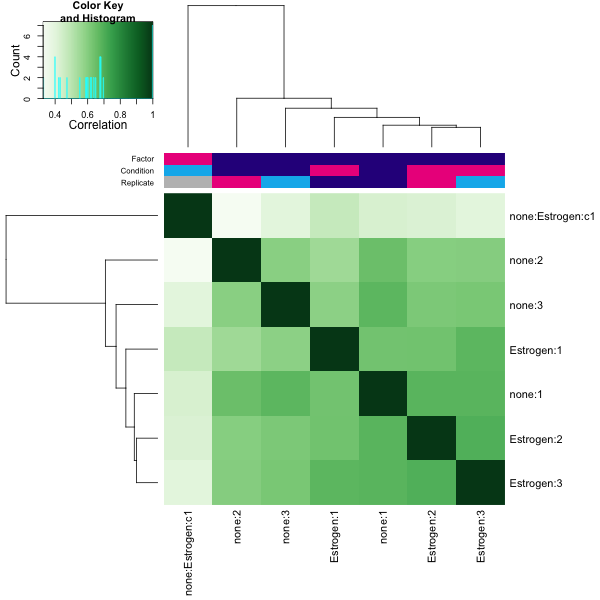 Color Key
and Histogram
Count
0 2 4 6
0.4 0.6 0.8 1
Correlation
Factor
Condition
Replicate
none:Estrogen:c1
none:2
none:3
Estrogen:1
none:1
Estrogen:2
Estrogen:3
none:Estrogen:c1
none:2
none:3
Estrogen:1
none:1
Estrogen:2
Estrogen:3